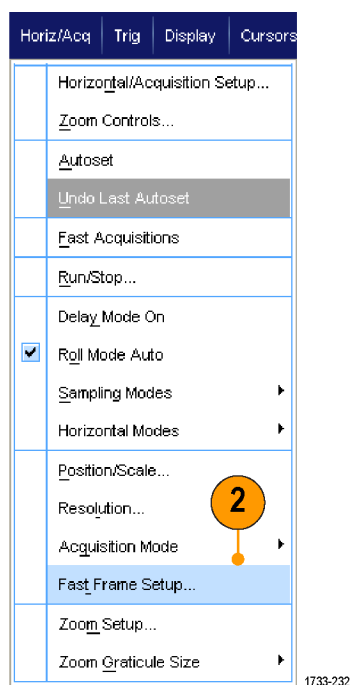 Horiz/Acq Trig Display Cursors
Horizontal/Acquisition Setup...
Zoom Controls...
Autoset
Undo Last Autoset
Fast Acquisitions
Run/Stop...
Delay Mode On
Roll Mode Auto
Sampling Modes
Horizontal Modes
Position/Scale...
Resolution...
2
Acquisition Mode
Fast Frame Setup...
Zoom Setup...
Zoom Graticule Size
1733-232